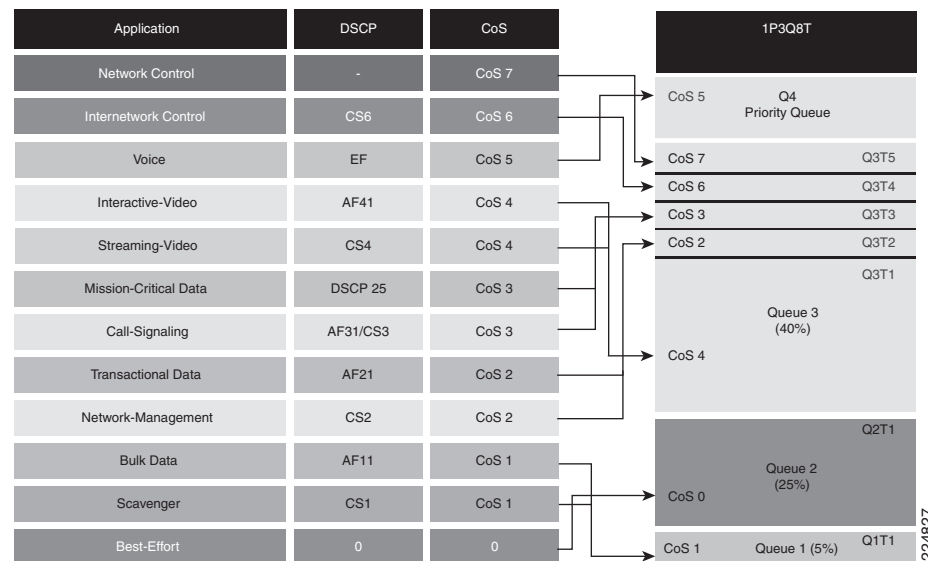 Application DSCP CoS 1P3Q8T
Network Control - CoS 7
Internetwork Control CS6 CoS 6
Voice EF CoS 5
Interactive-Video AF41 CoS 4
Streaming-Video CS4 CoS 4
Mission-Critical Data DSCP 25 CoS 3
Call-Signaling AF31/CS3 CoS 3
Transactional Data AF21 CoS 2
Network-Management CS2 CoS 2
Bulk Data AF11 CoS 1
Scavenger CS1 CoS 1
Best-Effort 0 0
CoS 5 Q4
Priority Queue
CoS 7 Q3T5
CoS 6 Q3T4
CoS 3 Q3T3
CoS 2 Q3T2
Q3T1
Queue 3
(40%)
CoS 4
Q2T1
Queue 2
(25%)
CoS 0
CoS 1 Queue 1 (5%) Q1T1
224827